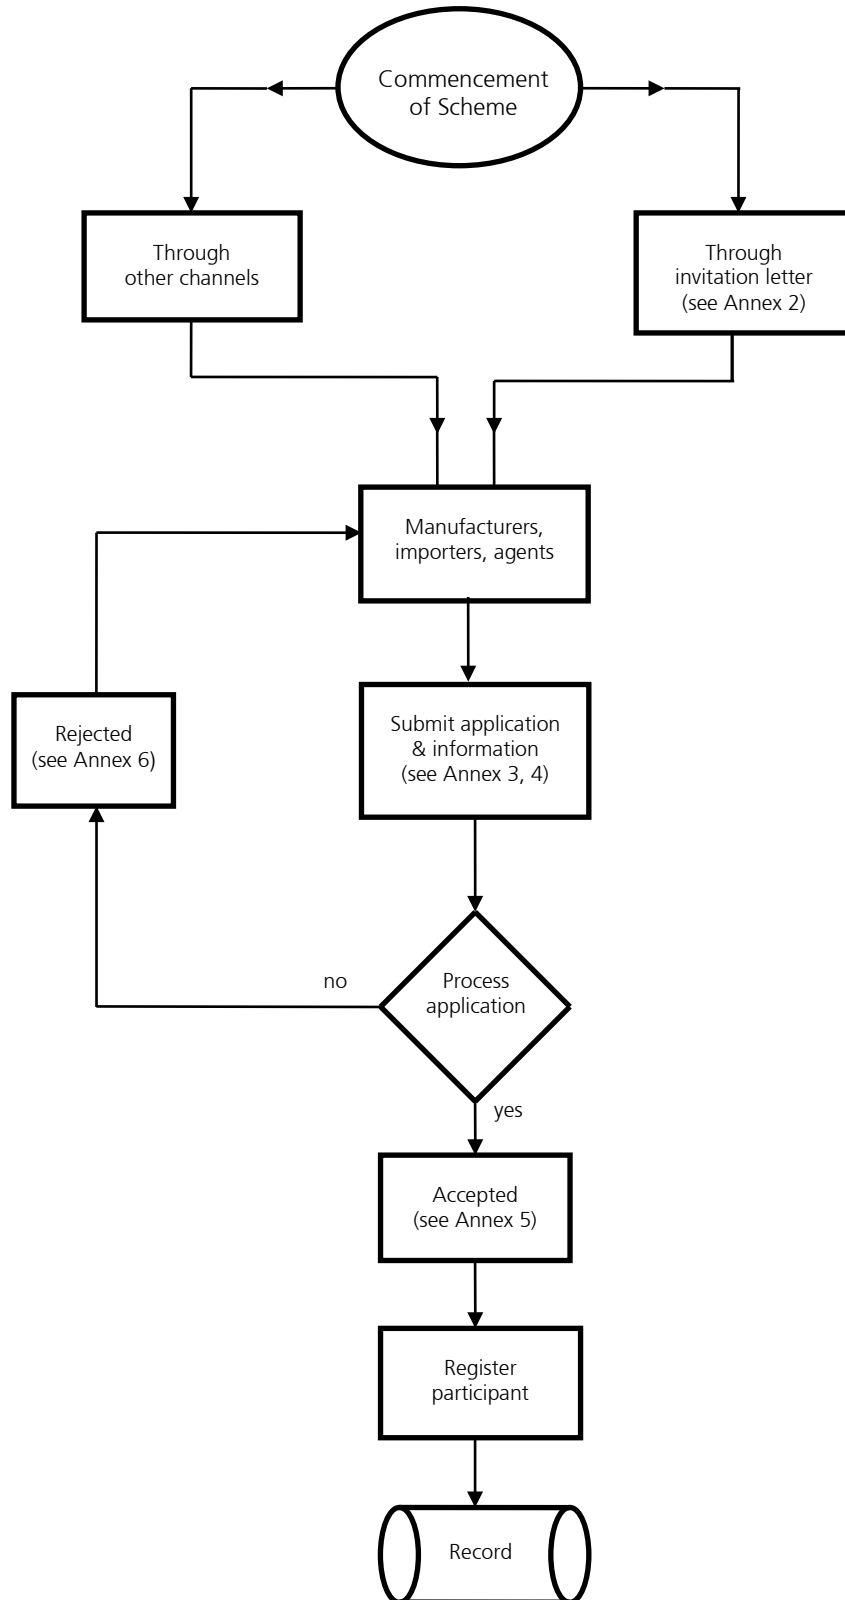 Commencement
of Scheme
Through
other channels
Through
invitation letter
(see Annex 2)
Manufacturers,
importers, agents
Rejected
(see Annex 6)
Submit application
& information
(see Annex 3, 4)
no
Process
application
yes
Accepted
(see Annex 5)
Register
participant
Record